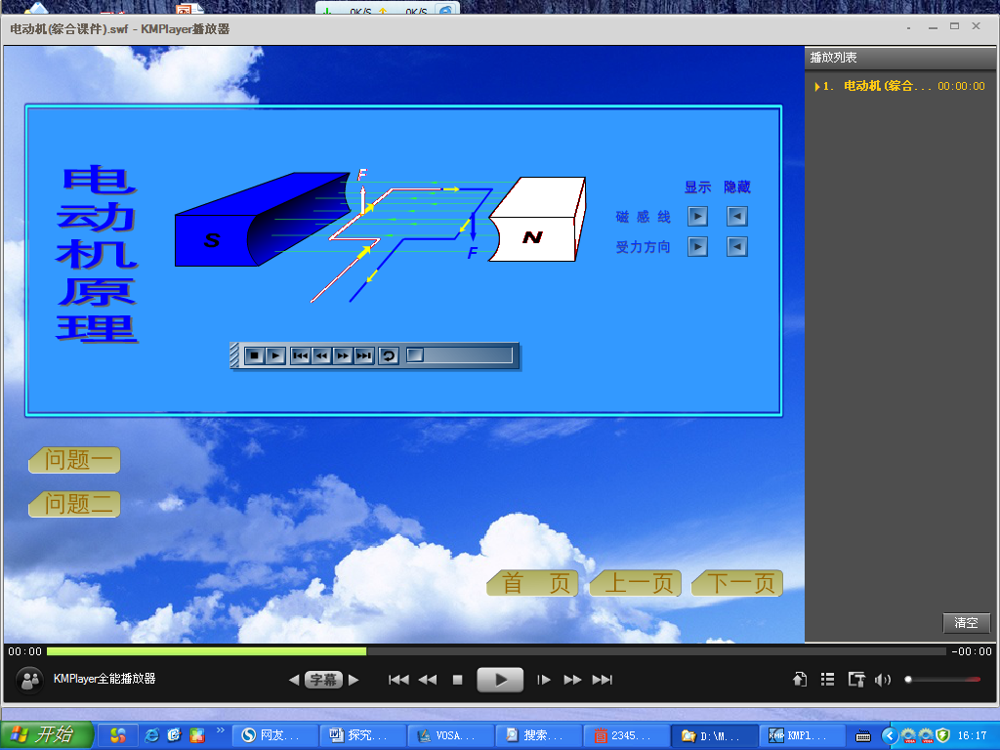 0K/S 0K/S
电动机(综合课件).swf - KMPlayer播放器
播放列表
1. 电动机(综合... 00:00:00
电动机原理
S
F
F
N
显示 隐藏
磁感线
受力方向
问题一
问题二
首 页
上一页
下一页
清空
00:00
-00:00
KMPlayer全能播放器
字幕
开始
网友...
探究...
VOSA...
搜索...
2345...
D:\M...
KMPl...
16:17